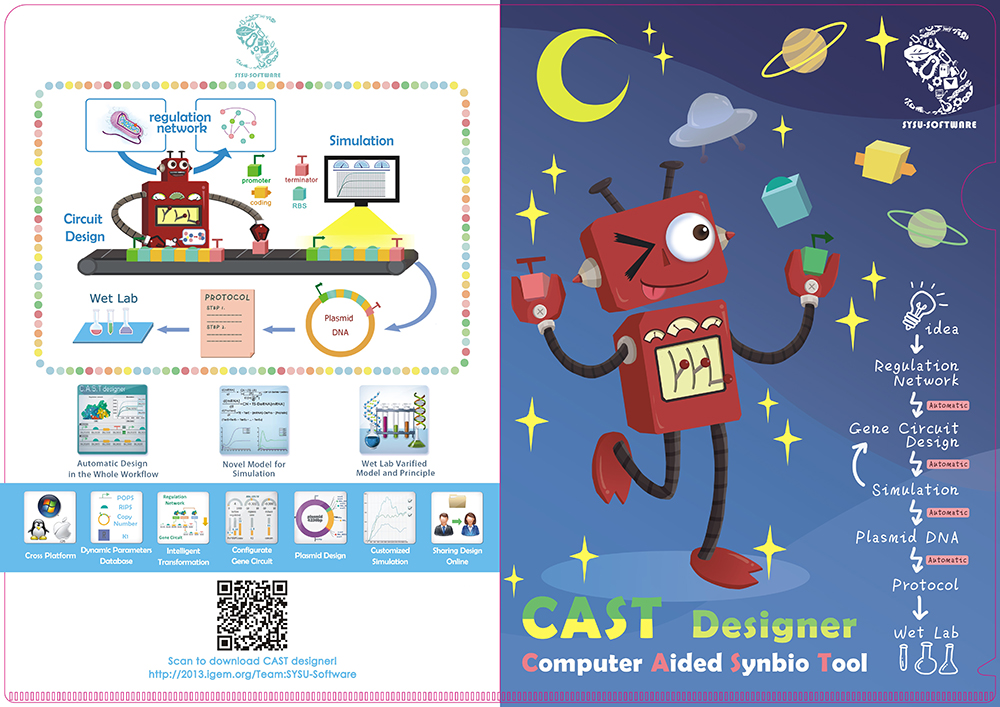 SYSU-SOFTWARE
regulation
network
Simulation
promoter
terminator
coding
RBS
Circuit
Design
Wet Lab
PROTOCOL
STEP 1.
STEP 2.
Plasmid
DNA
C.A.S.T designer
Automatic Design
in the Whole Workflow
Novel Model for
Simulation
Wet Lab Varified
Model and Principle
Cross Platform
POPS
RIPS
Copy
Number
KI
Dynamic Parameters
Database
Regulation
Network
Gene Circuit
Intelligent
Transformation
Configurate
Gene Circuit
Plasmid Design
Customized
Simulation
Sharing Design
Online
Scan to download CAST designer!
http://2013.igem.org/Team:SYSU-Software
SYSU-SOFTWARE
idea
Regulation
Network
Automatic
Gene Circuit
Design
Automatic
Simulation
Automatic
Plasmid DNA
Automatic
Protocol
Wet Lab
CAST Designer
Computer Aided Synbio Tool